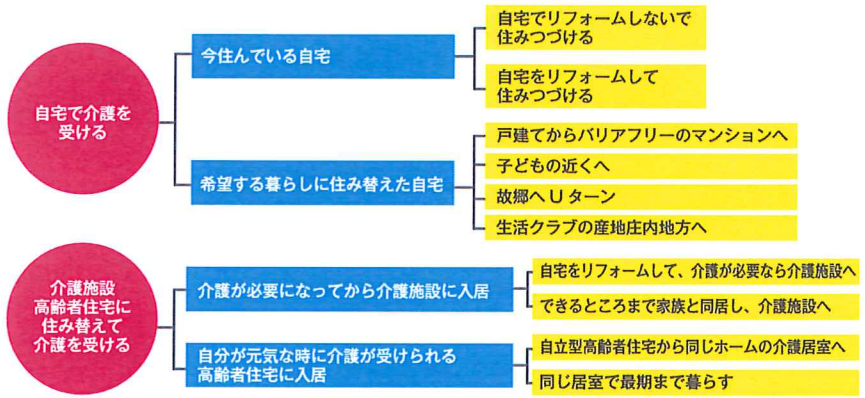 自宅で介護を
受ける
今住んでいる自宅
自宅でリフォームしないで
住みつづける
自宅をリフォームして
住みつづける
希望する暮らしに住み替えた自宅
戸建てからバリアフリーのマンションへ
子どもの近くへ
故郷へUターン
生活クラブの産地庄内地方へ
介護施設
高齢者住宅に
住み替えて
介護を受ける
介護が必要になってから介護施設に入居
自宅をリフォームして、介護が必要なら介護施設へ
できるところまで家族と同居し、介護施設へ
自分が元気な時に介護が受けられる
高齢者住宅に入居
自立型高齢者住宅から同じホームの介護居室へ
同じ居室で最期まで暮らす